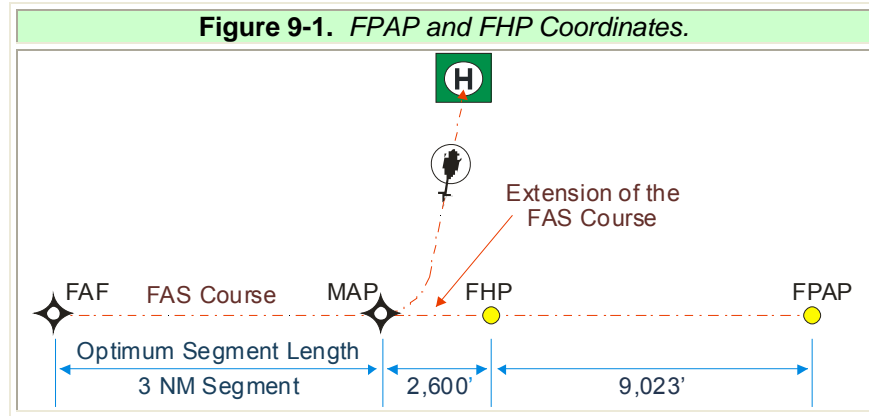 Figure 9-1. FPAP and FHP Coordinates.
H
Extension of the
FAS Course
FAF FAS Course MAP FHP FPAP
Optimum Segment Length
3 NM Segment 2,600' 9,023'